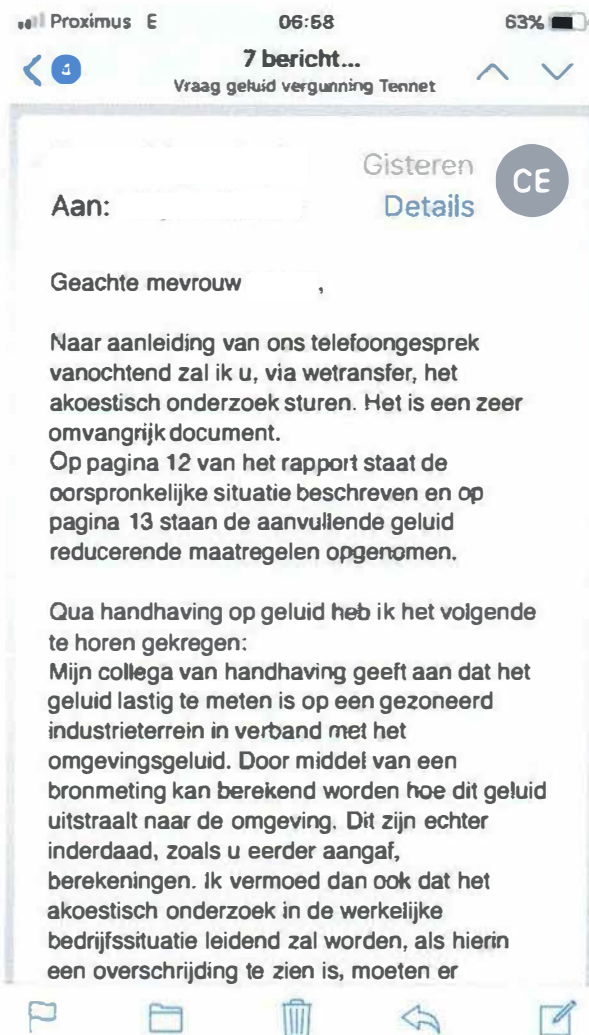 Proximus E 06:58 63%
4 7 bericht...
Vraag geluid vergunning Tennet
Gisteren CE
Aan: Details
Geachte mevrouw ,
Naar aanleiding van ons telefoongesprek
vanochtend zal ik u, via wetransfer, het
akoestisch onderzoek sturen. Het is een zeer
omvangrijk document.
Op pagina 12 van het rapport staat de
oorspronkelijke situatie beschreven en op
pagina 13 staan de aanvullende geluid
reducerende maatregelen opgenomen.
Qua handhaving op geluid heb ik het volgende
te horen gekregen:
Mijn collega van handhaving geeft aan dat het
geluid lastig te meten is op een gezoneerd
industrieterrein in verband met het
omgevingsgeluid. Door middel van een
bronmeting kan berekend worden hoe dit geluid
uitstraalt naar de omgeving. Dit zijn echter
inderdaad, zoals u eerder aangaf,
berekeningen. Ik vermoed dan ook dat het
akoestisch onderzoek in de werkelijke
bedrijfssituatie leidend zal worden, als hierin
een overschrijding te zien is, moeten er